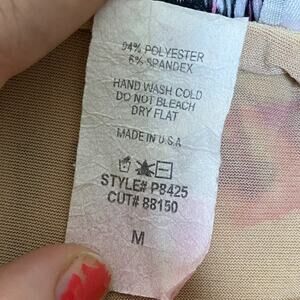 94% POLYESTER
6% SPANDEX
HAND WASH COLD
DO NOT BLEACH
DRY FLAT
MADE IN U.S.A
STYLE# P8425
CUT# 88150
M